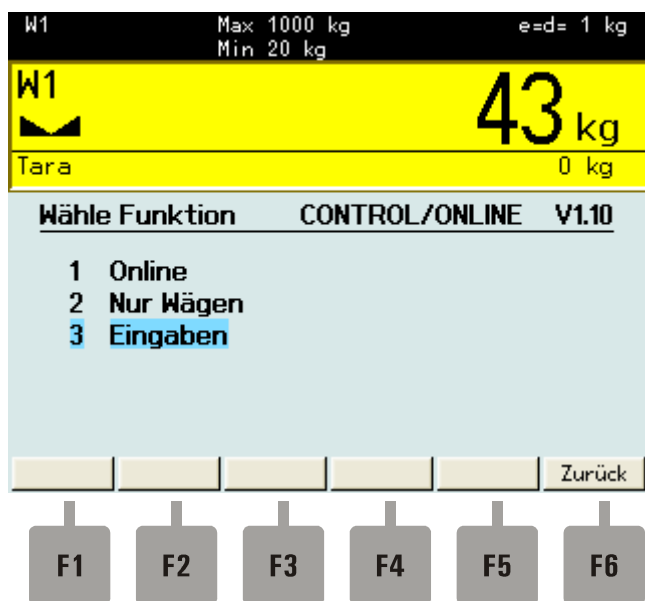 W1 Max 1000 kg e=d= 1 kg
Min 20 kg
W1
43 kg
Tara 0 kg
Wähle Funktion CONTROL/ONLINE V1.10
1 Online
2 Nur Wägen
3 Eingaben
Zurück
F1 F2 F3 F4 F5 F6